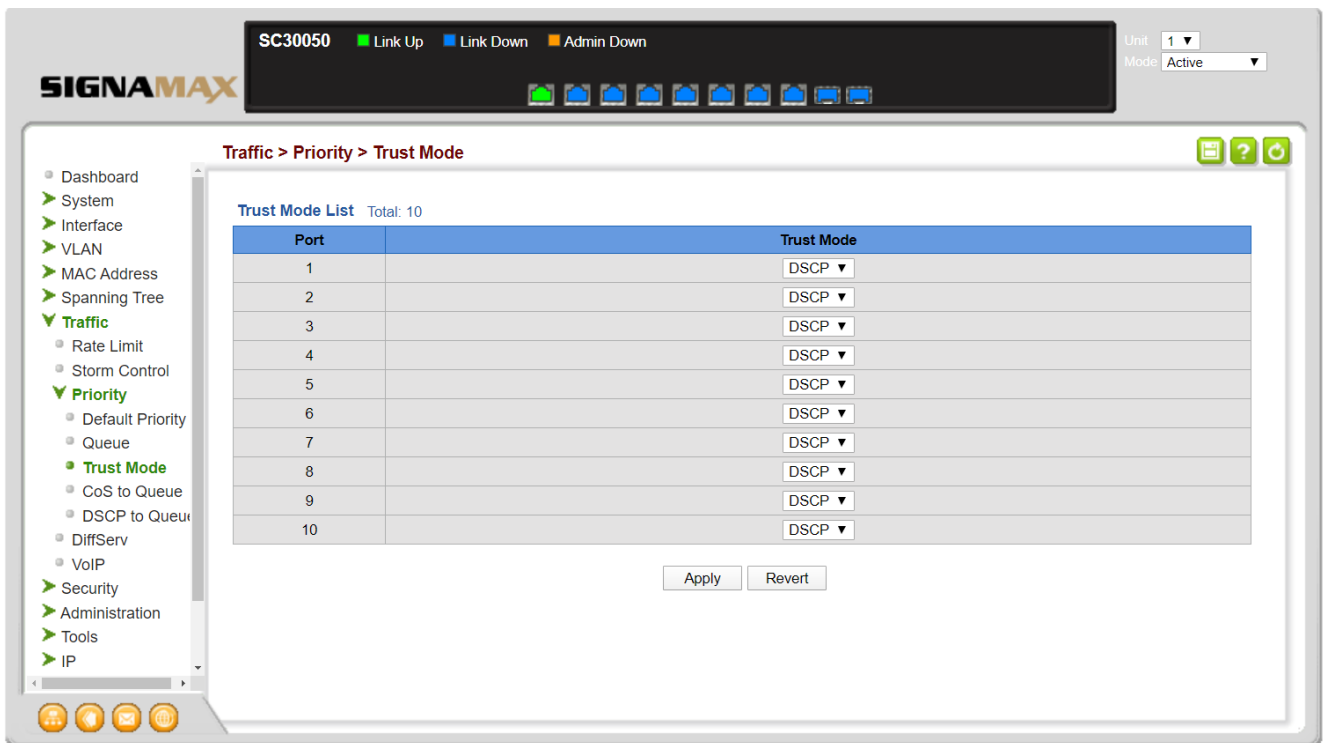 SC30050 Link Up Link Down Admin Down
Unit 1
Mode Active
SIGNAMAX
Traffic > Priority > Trust Mode
Dashboard
System
Interface
VLAN
MAC Address
Spanning Tree
Traffic
Rate Limit
Storm Control
Priority
Default Priority
Queue
Trust Mode
CoS to Queue
DSCP to Queue
DiffServ
VoIP
Security
Administration
Tools
IP
Trust Mode List Total: 10
Port Trust Mode
1 DSCP
2 DSCP
3 DSCP
4 DSCP
5 DSCP
6 DSCP
7 DSCP
8 DSCP
9 DSCP
10 DSCP
Apply Revert